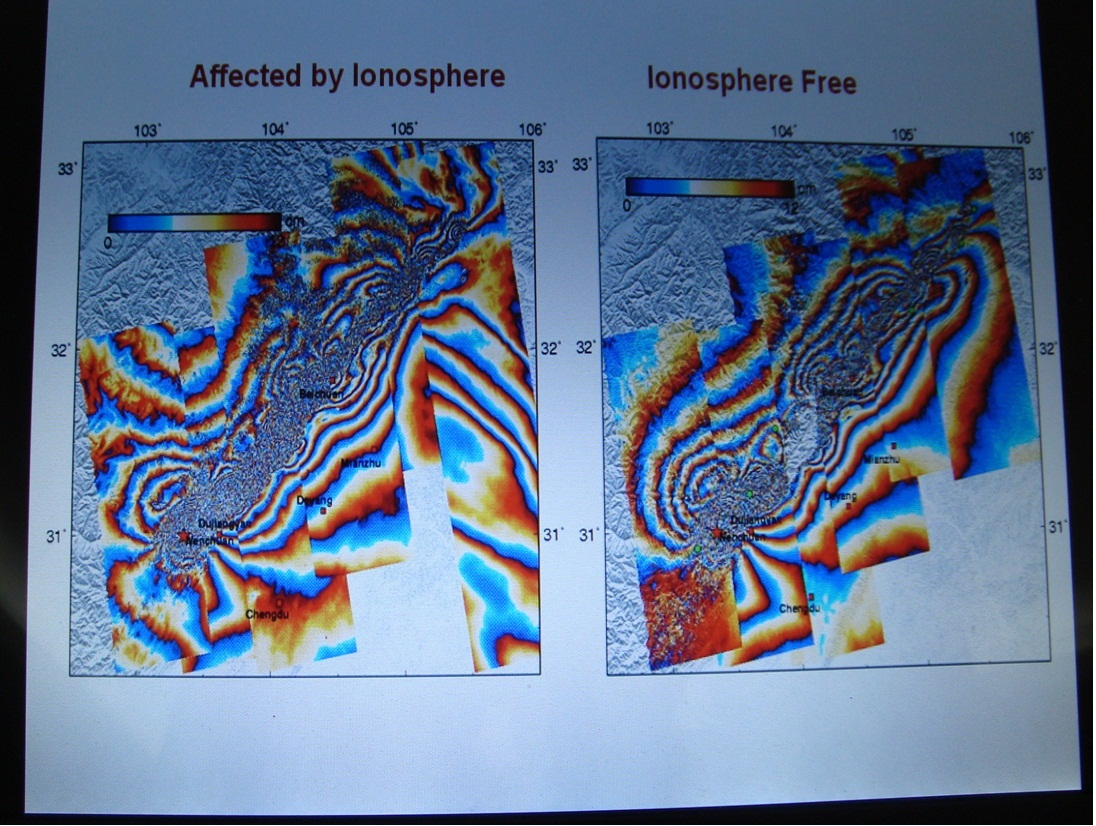 Affected by Ionosphere
Ionosphere Free
103°
104°
105°
106°
103°
104°
105°
106°
33°
33°
33°
33°
cm
0
cm
0
12
32°
32°
32°
32°
Beichuan
Mianzhu
Deyang
Dujiangyan
Wenchuan
Chengdu
Mianzhu
Deyang
Dujiangyan
Wenchuan
Chengdu
31°
31°
31°
31°